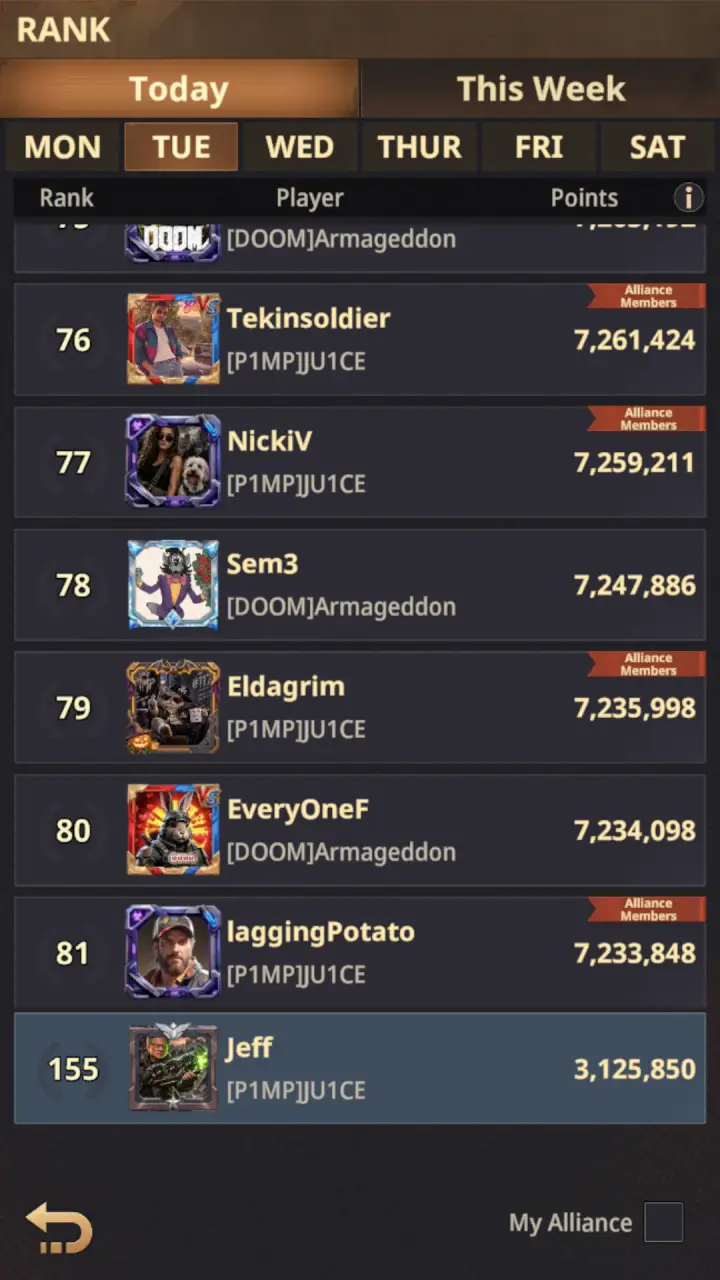 RANK
Today
This Week
MON TUE WED THUR FRI SAT
Rank Player Points i
DOOM
[DOOM]Armageddon
Alliance
Members
76
Tekinsoldier
7,261,424
[P1MP]JU1CE
Alliance
Members
77
NickiV
7,259,211
[P1MP]JU1CE
78
Sem3
7,247,886
[DOOM]Armageddon
Alliance
Members
79
Eldagrim
7,235,998
[P1MP]JU1CE
VS
80
EveryOneF
7,234,098
[DOOM]Armageddon
Alliance
Members
81
laggingPotato
7,233,848
[P1MP]JU1CE
155
Jeff
3,125,850
[P1MP]JU1CE
My Alliance